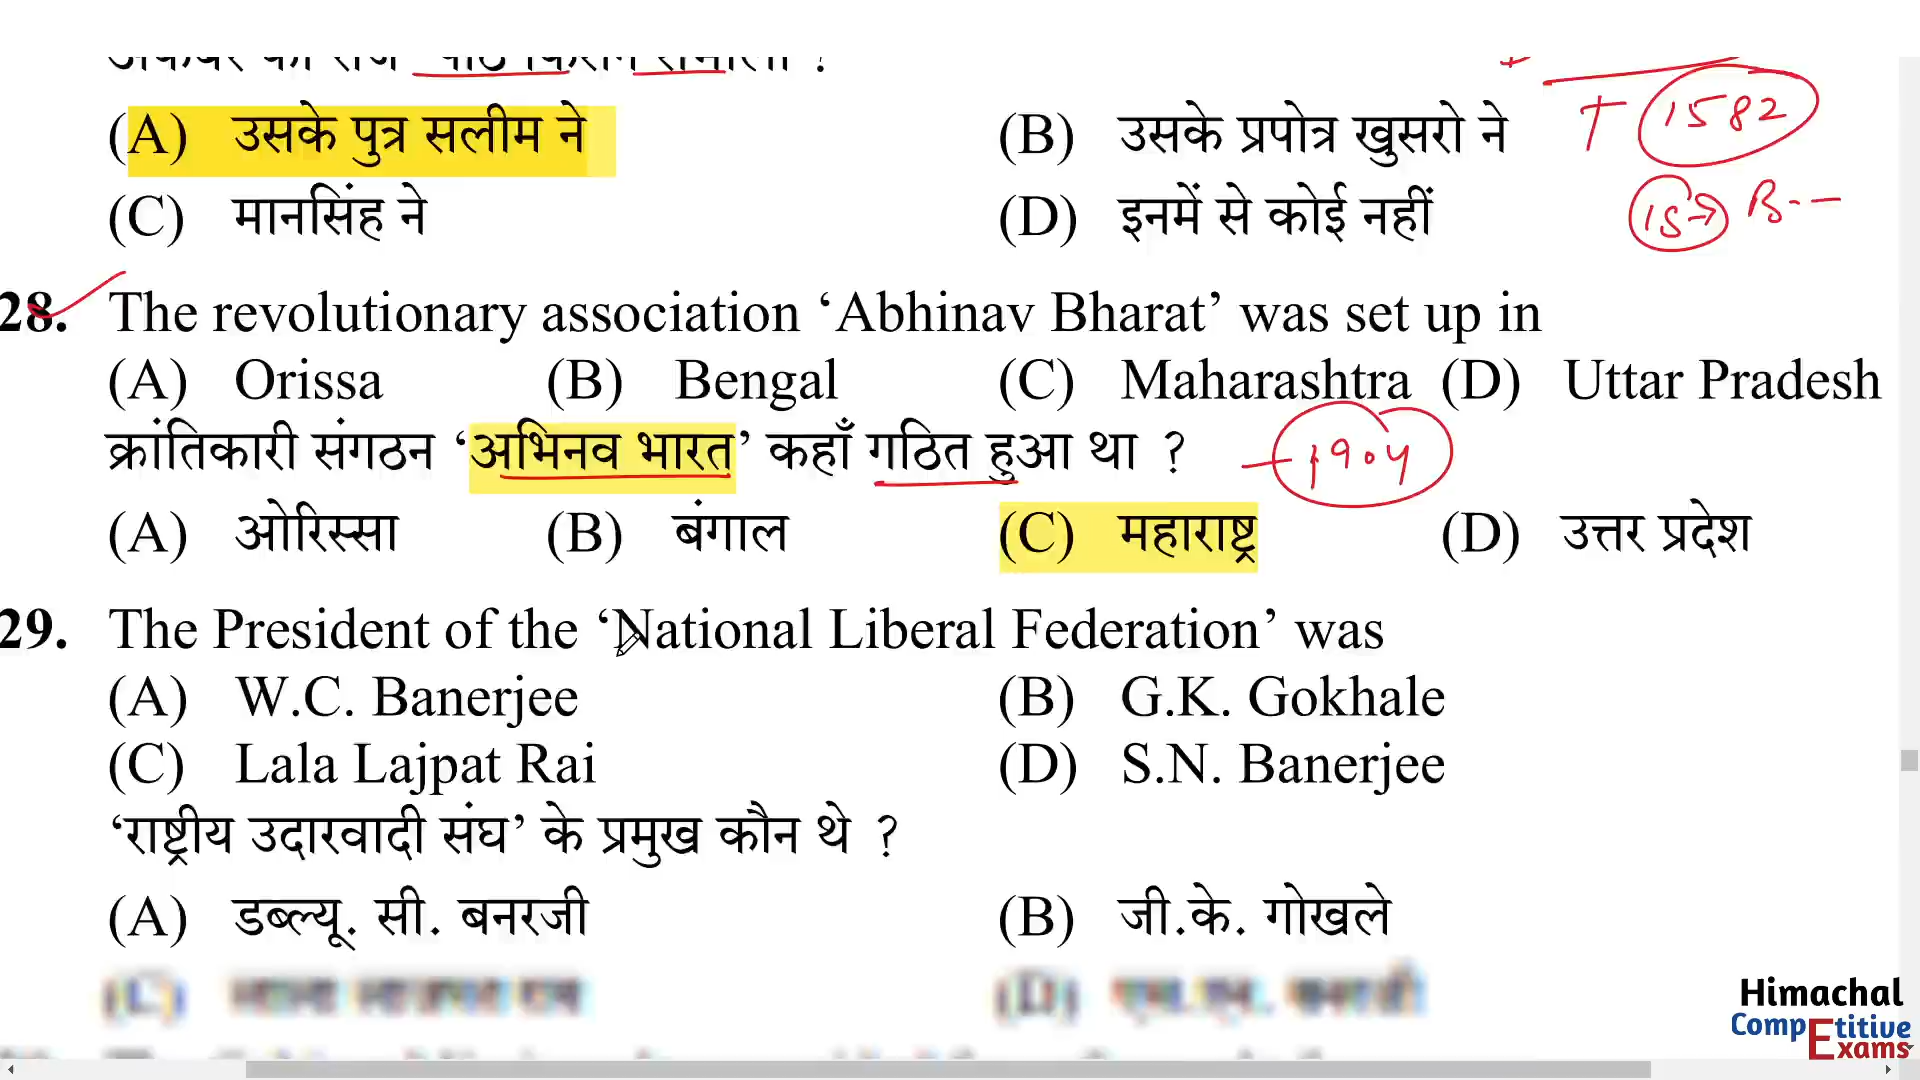 (A) उसके पुत्र सलीम ने (B) उसके प्रपोत्र खुसरो ने
T 1582
(C) मानसिंह ने (D) इनमें से कोई नहीं
28. The revolutionary association ‘Abhinav Bharat’ was set up in
(A) Orissa (B) Bengal (C) Maharashtra (D) Uttar Pradesh
क्रांतिकारी संगठन ‘अभिनव भारत’ कहाँ गठित हुआ था ? 1904
(A) ओरिस्सा (B) बंगाल (C) महाराष्ट्र (D) उत्तर प्रदेश
29. The President of the ‘National Liberal Federation’ was
(A) W.C. Banerjee (B) G.K. Gokhale
(C) Lala Lajpat Rai (D) S.N. Banerjee
‘राष्ट्रीय उदारवादी संघ’ के प्रमुख कौन थे ?
(A) डब्ल्यू. सी. बनरजी (B) जी.के. गोखले
Himachal
CompEtitive
Exams